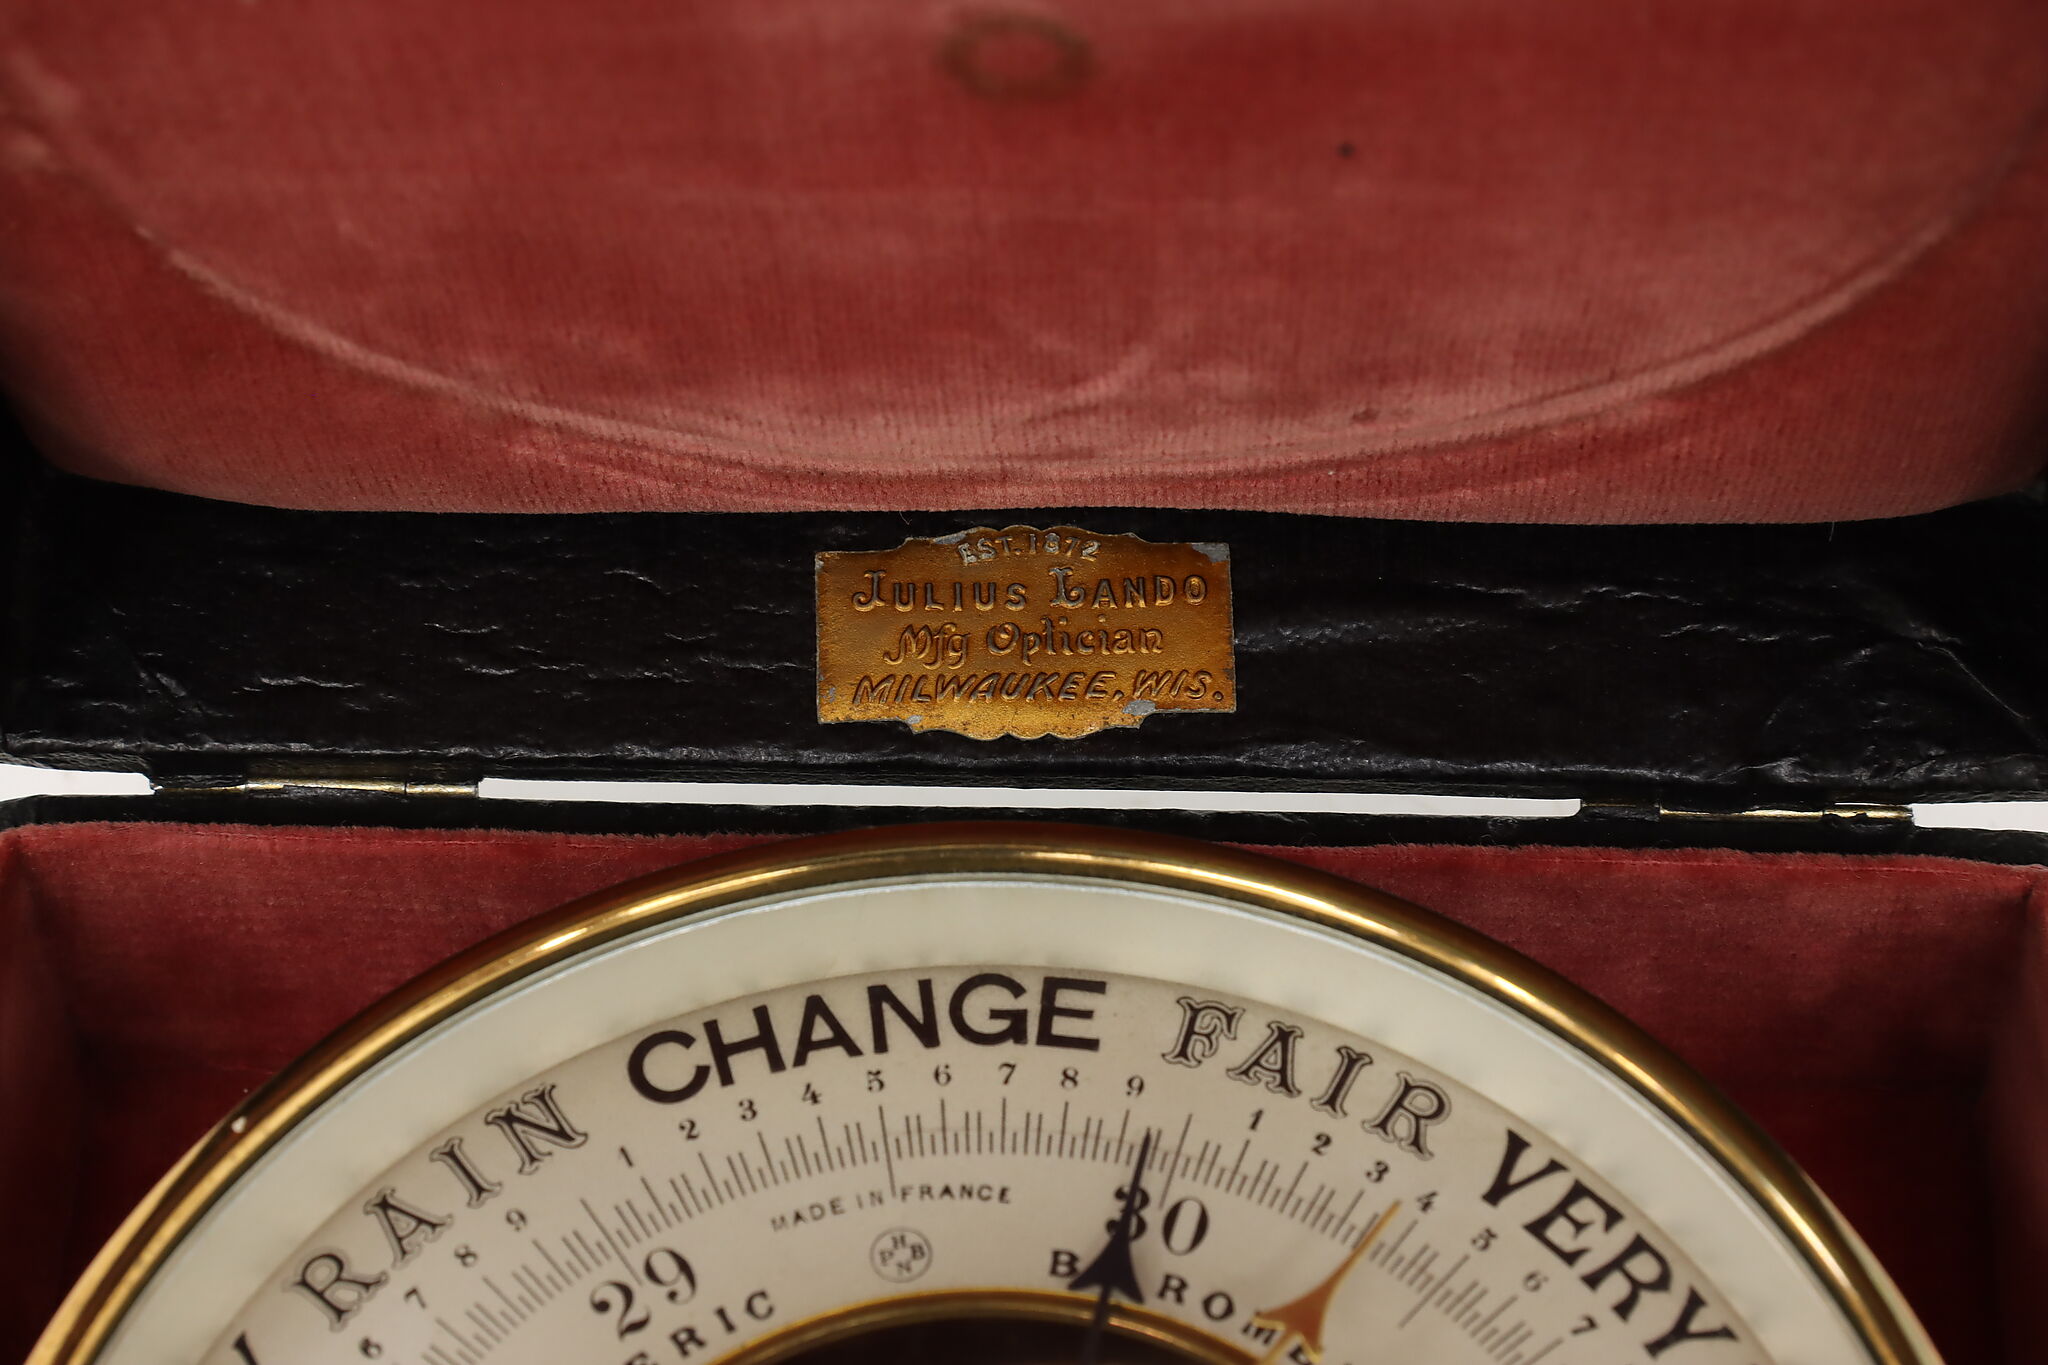 EST. 1872
JULIUS LANDO
Mfg Optician
MILWAUKEE, WIS.
RAIN CHANGE FAIR VERY
6 7 8 9 1 2 3 4 5 6 7 8 9 1 2 3 4 5 6 7
MADE IN FRANCE
29 30
PHBN